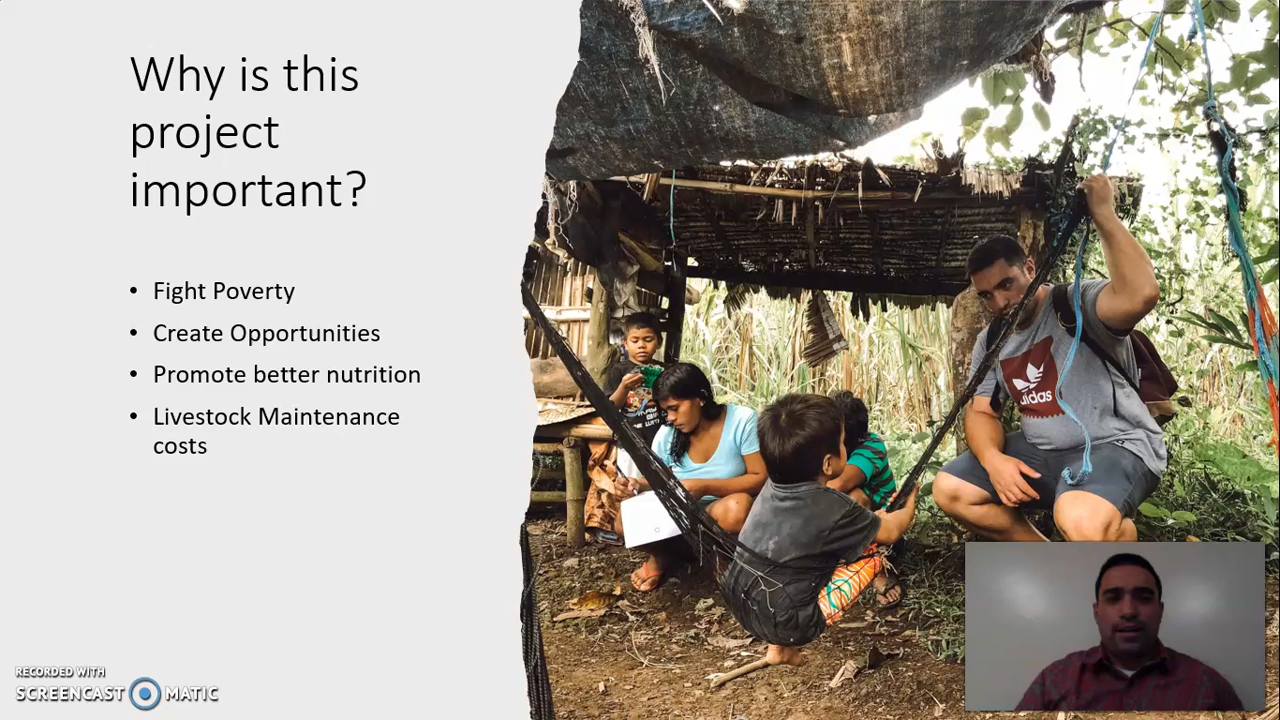 Why is this
project
important?
• Fight Poverty
• Create Opportunities
• Promote better nutrition
• Livestock Maintenance
costs
adidas
RECORDED WITH
SCREENCAST MATIC